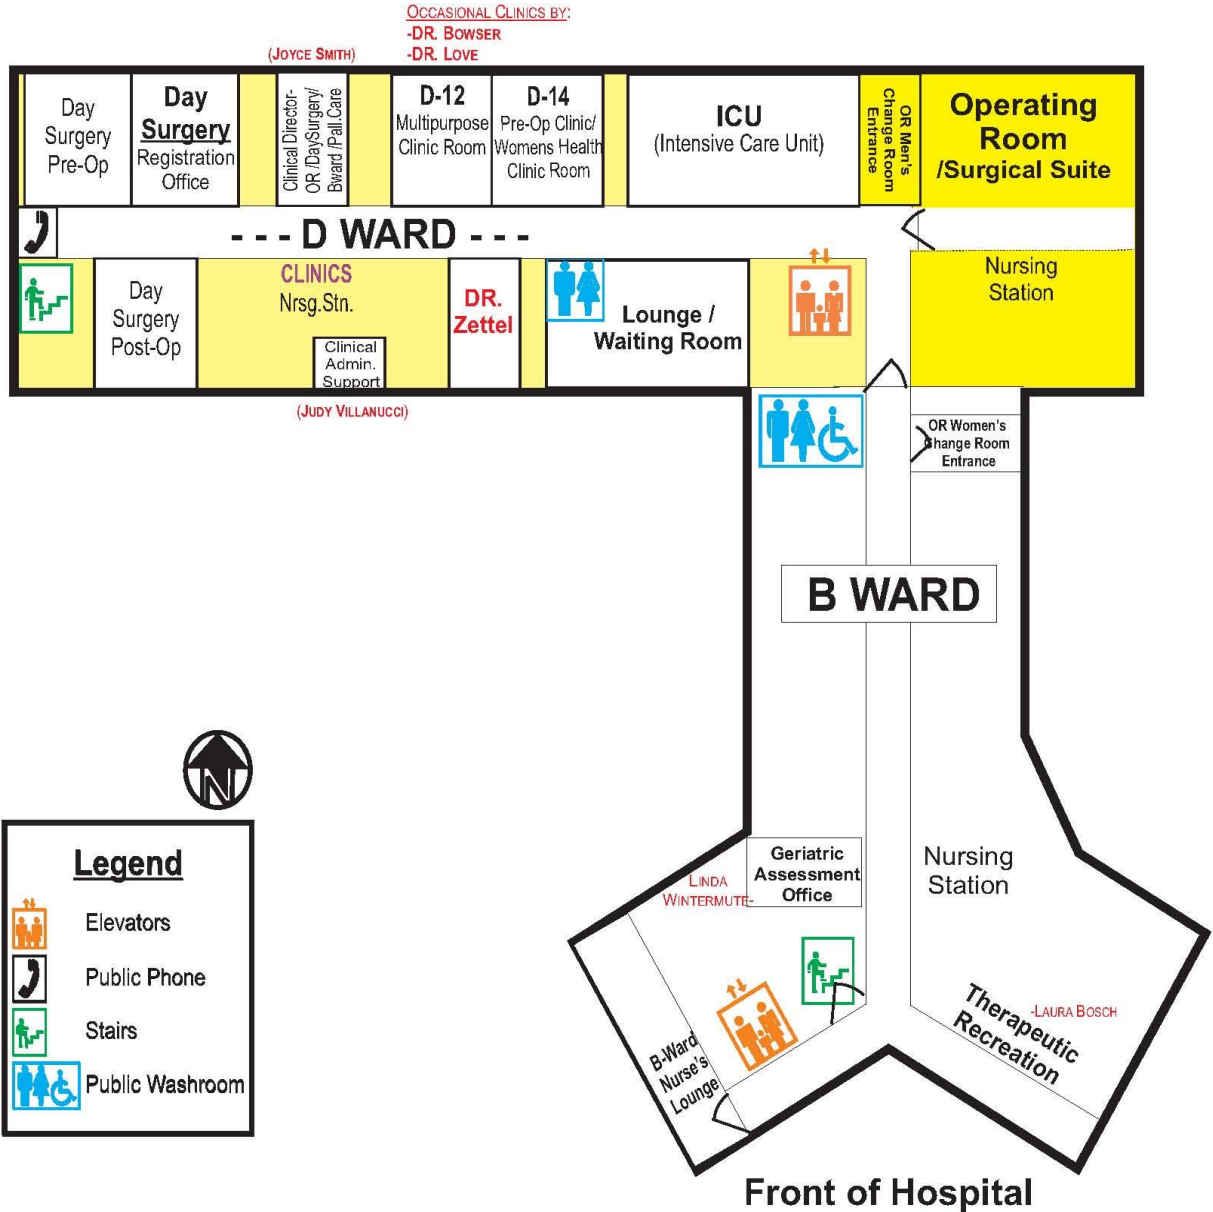 OCCASIONAL CLINICS BY:
-DR. BOWSER
-DR. LOVE
(JOYCE SMITH)
Day
Surgery
Pre-Op
Day
Surgery
Registration
Office
Clinical Director-
OR /DaySurgery/
Bward /Pall.Care
D-12
Multipurpose
Clinic Room
D-14
Pre-Op Clinic/
Womens Health
Clinic Room
ICU
(Intensive Care Unit)
OR Men's
Change Room
Entrance
Operating
Room
/Surgical Suite
- - - D WARD - - -
Day
Surgery
Post-Op
CLINICS
Nrsg.Stn.
Clinical
Admin.
Support
DR.
Zettel
Lounge /
Waiting Room
Nursing
Station
(JUDY VILLANUCCI)
OR Women's
Change Room
Entrance
B WARD
N
Legend
Elevators
Public Phone
Stairs
Public Washroom
Geriatric
Assessment
Office
LINDA
WINTERMUTE-
Nursing
Station
B-Ward
Nurse's
Lounge
Therapeutic
Recreation
-LAURA BOSCH
Front of Hospital